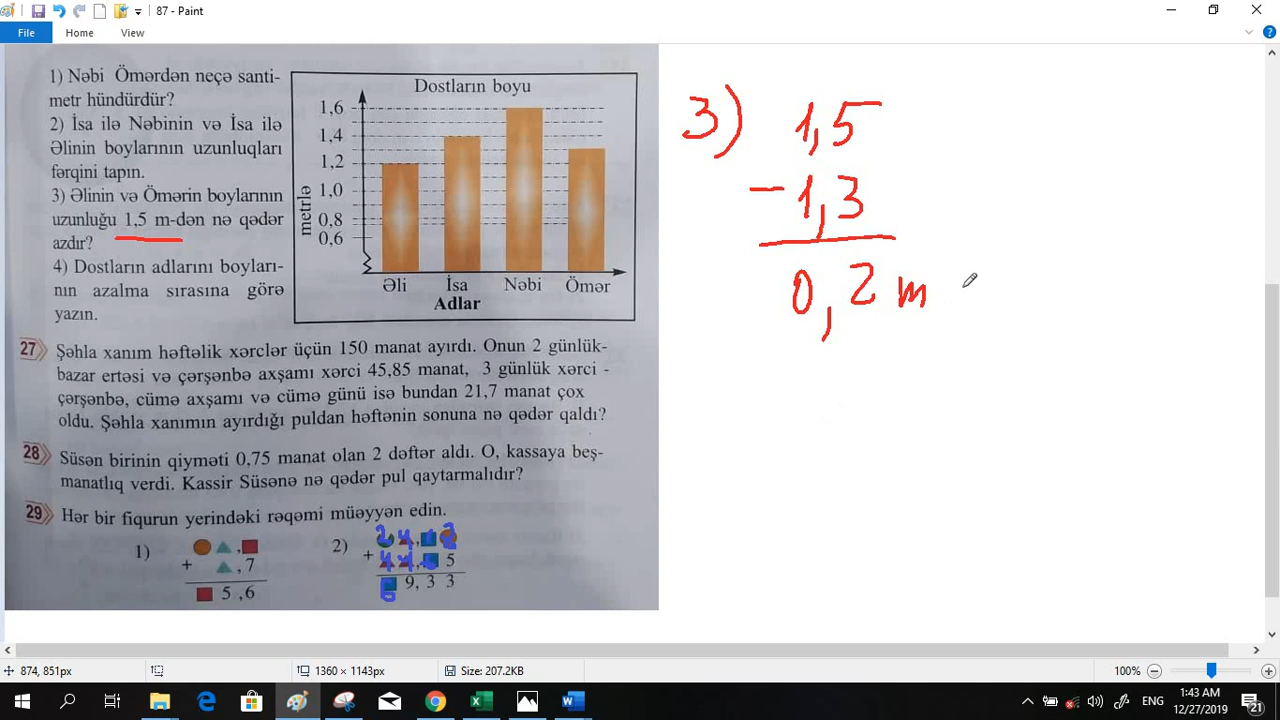 87 - Paint
File Home View
1) Nəbi Ömərdən neçə santi-
metr hündürdür?
2) İsa ilə Nəbinin və İsa ilə
Əlinin boylarının uzunluqları
fərqini tapın.
3) Əlinin və Ömərin boylarının
uzunluğu 1,5 m-dən nə qədər
azdır?
4) Dostların adlarını boyları-
nın azalma sırasına görə
yazın.
Dostların boyu
1,6
1,4
1,2
1,0
0,8
0,6
metrlə
Əli İsa Nəbi Ömər
Adlar
27 Şəhla xanım həftəlik xərclər üçün 150 manat ayırdı. Onun 2 günlük-
bazar ertəsi və çərşənbə axşamı xərci 45,85 manat, 3 günlük xərci -
çərşənbə, cümə axşamı və cümə günü isə bundan 21,7 manat çox
oldu. Şəhla xanımın ayırdığı puldan həftənin sonuna nə qədər qaldı?
28 Süsən birinin qiyməti 0,75 manat olan 2 dəftər aldı. O, kassaya beş-
manatlıq verdi. Kassir Süsənə nə qədər pul qaytarmalıdır?
29 Hər bir fiqurun yerindəki rəqəmi müəyyən edin.
1) ,
+ ,7
5,6
2) 2 4 , 2
+ 4 4 , 5
6 9, 3 3
3) 1,5
- 1,3
0,2 m
874, 851px
1360 × 1143px
Size: 207.2KB
100%
ENG
1:43 AM
12/27/2019
21